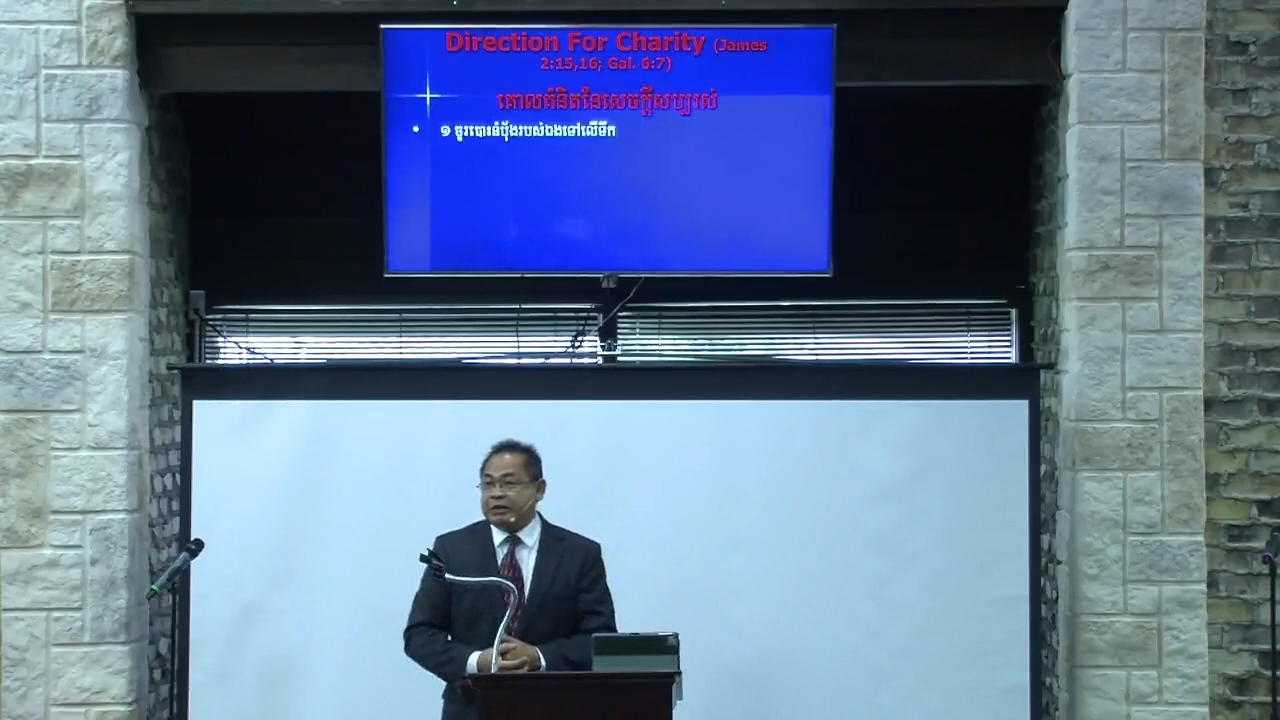 Direction For Charity (James
2:15,16; Gal. 6:7)
គោលគំនិតនៃសេចក្តីសប្បុរស់
• ១ ចូរបោះនំប៉័ងរបស់ឯងទៅលើទឹក